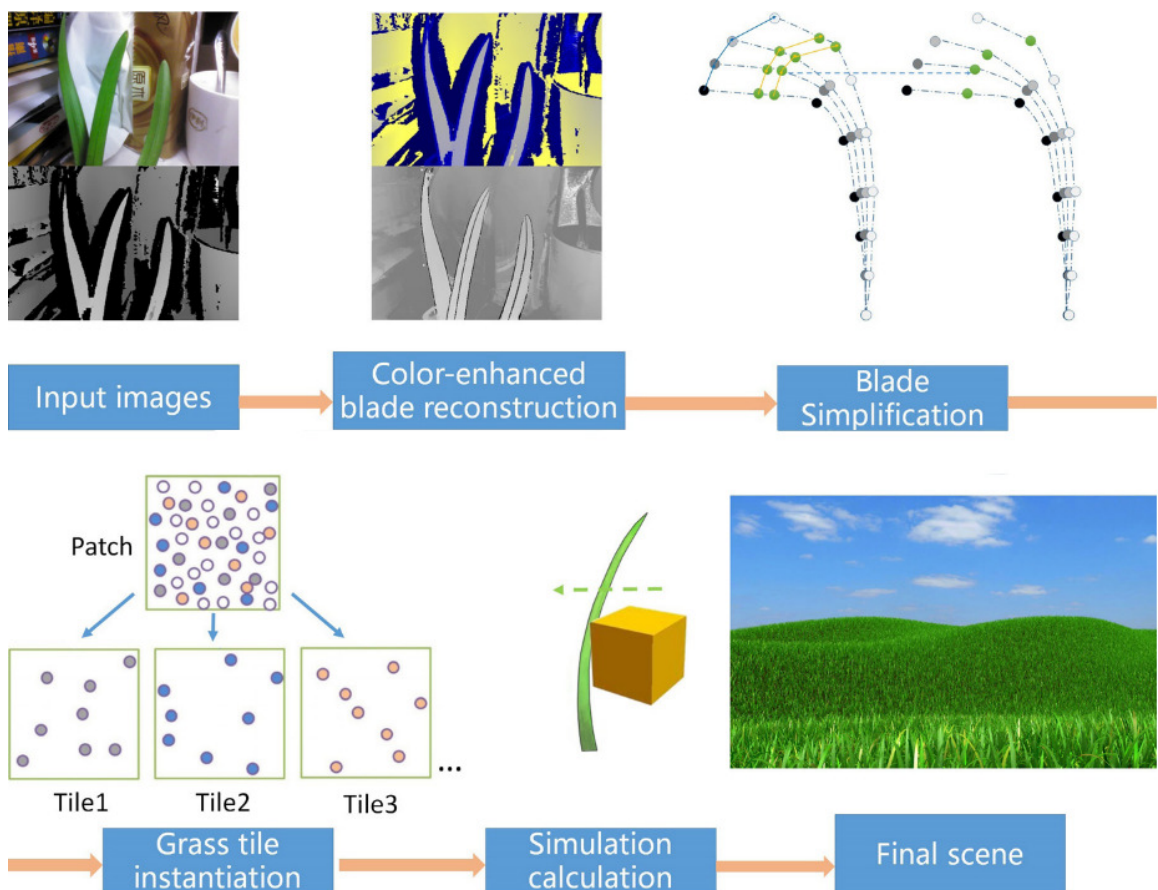 Input images
Color-enhanced
blade reconstruction
Blade
Simplification
Patch
Tile1
Tile2
Tile3
...
Grass tile
instantiation
Simulation
calculation
Final scene